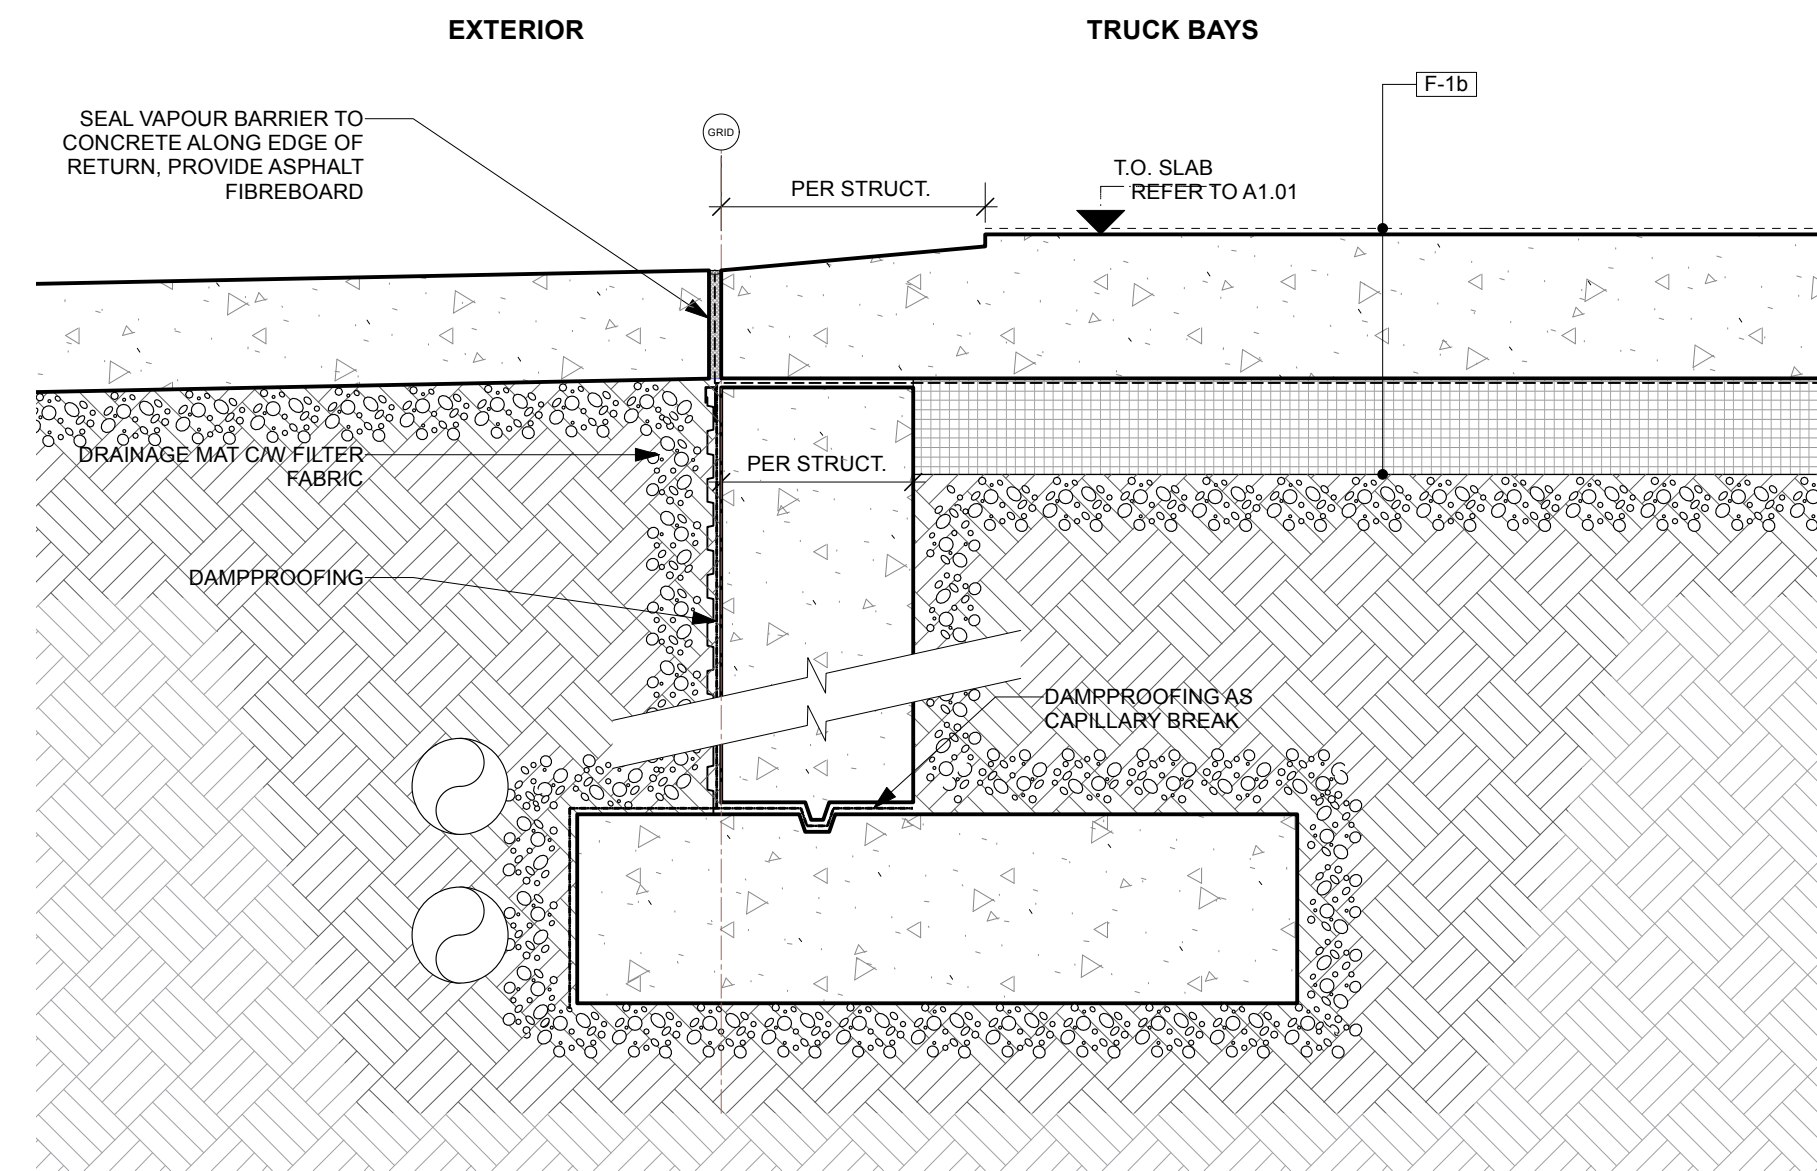 EXTERIOR
TRUCK BAYS
F-1b
SEAL VAPOUR BARRIER TO
CONCRETE ALONG EDGE OF
RETURN, PROVIDE ASPHALT
FIBREBOARD
GRID
PER STRUCT.
T.O. SLAB
REFER TO A1.01
DRAINAGE MAT C/W FILTER
FABRIC
PER STRUCT.
DAMPPROOFING
DAMPPROOFING AS
CAPILLARY BREAK